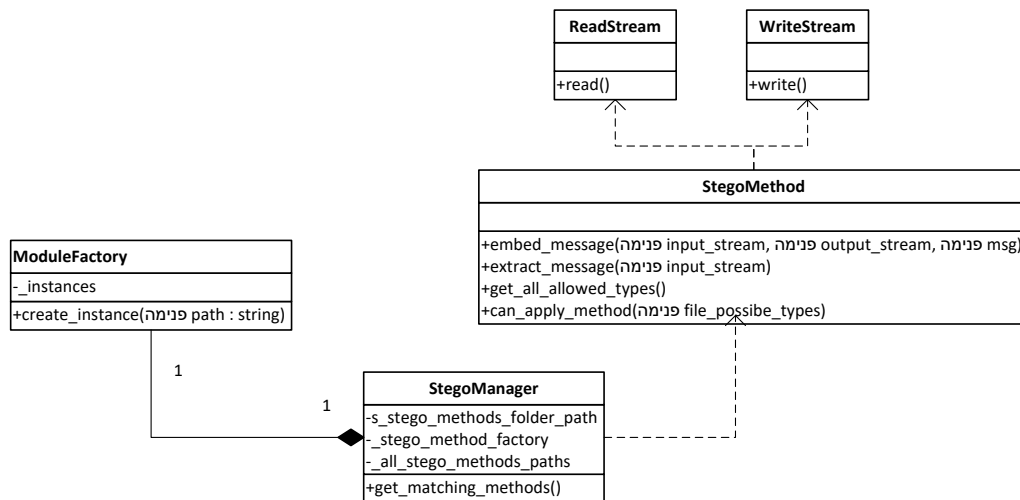 ReadStream
+read()
WriteStream
+write()
StegoMethod
+embed_message(פנימה input_stream, פנימה output_stream, פנימה msg)
+extract_message(פנימה input_stream)
+get_all_allowed_types()
+can_apply_method(פנימה file_possibe_types)
ModuleFactory
-_instances
+create_instance(פנימה path : string)
1
1
StegoManager
-s_stego_methods_folder_path
-_stego_method_factory
-_all_stego_methods_paths
+get_matching_methods()